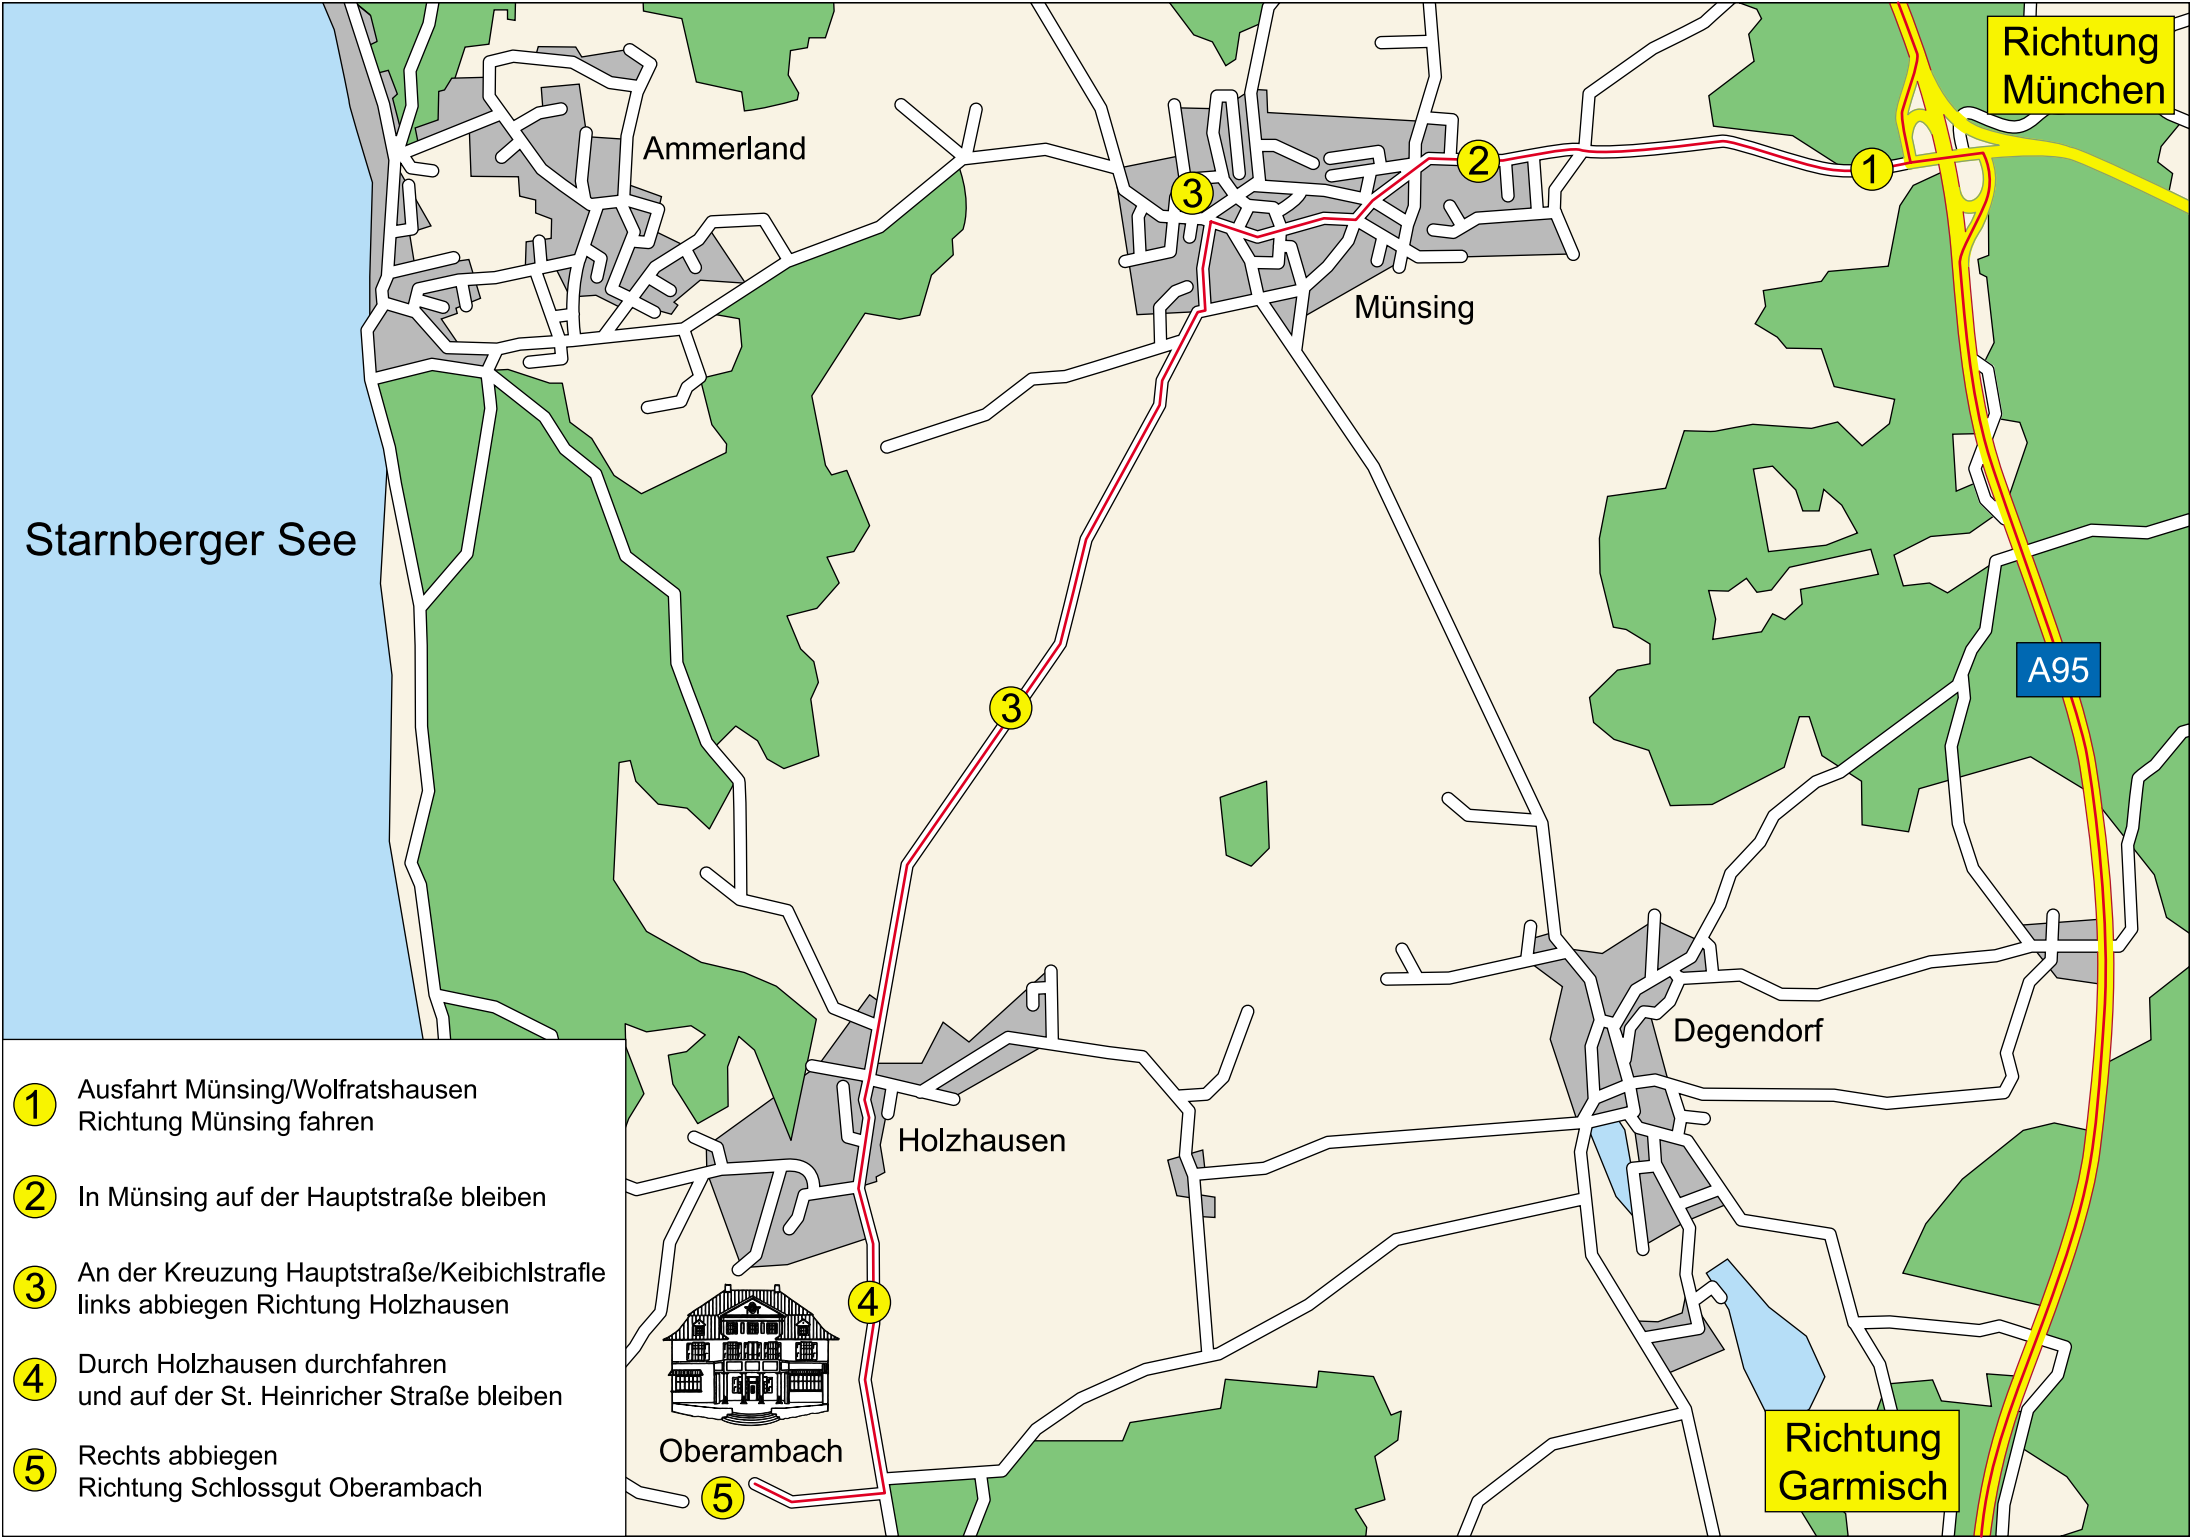 Richtung
München
Ammerland
1
2
3
Münsing
Starnberger See
A95
3
Degendorf
Holzhausen
4
Oberambach
5
Richtung
Garmisch
1 Ausfahrt Münsing/Wolfratshausen
Richtung Münsing fahren
2 In Münsing auf der Hauptstraße bleiben
3 An der Kreuzung Hauptstraße/Keibichlstrafle
links abbiegen Richtung Holzhausen
4 Durch Holzhausen durchfahren
und auf der St. Heinricher Straße bleiben
5 Rechts abbiegen
Richtung Schlossgut Oberambach